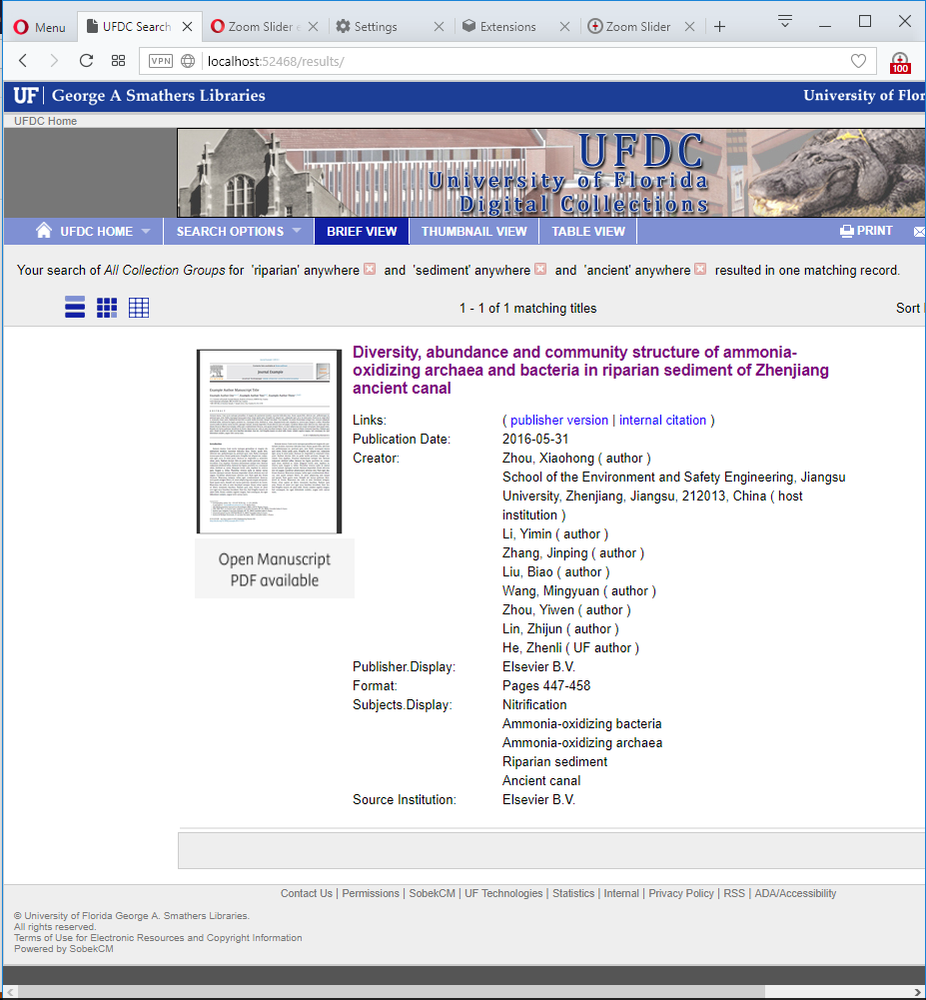 Menu
UFDC Search
Zoom Slider e
Settings
Extensions
Zoom Slider
VPN
localhost:52468/results/
100
UF George A Smathers Libraries
University of Flor
UFDC Home
UFDC
University of Florida
Digital Collections
UFDC HOME
SEARCH OPTIONS
BRIEF VIEW
THUMBNAIL VIEW
TABLE VIEW
PRINT
Your search of All Collection Groups for 'riparian' anywhere and 'sediment' anywhere and 'ancient' anywhere resulted in one matching record.
1 - 1 of 1 matching titles
Sort
Diversity, abundance and community structure of ammonia-
oxidizing archaea and bacteria in riparian sediment of Zhenjiang
ancient canal
Journal Example
Example Author Manuscript Title
Open Manuscript
PDF available
Links: ( publisher version | internal citation )
Publication Date: 2016-05-31
Creator: Zhou, Xiaohong ( author )
School of the Environment and Safety Engineering, Jiangsu
University, Zhenjiang, Jiangsu, 212013, China ( host
institution )
Li, Yimin ( author )
Zhang, Jinping ( author )
Liu, Biao ( author )
Wang, Mingyuan ( author )
Zhou, Yiwen ( author )
Lin, Zhijun ( author )
He, Zhenli ( UF author )
Publisher.Display: Elsevier B.V.
Format: Pages 447-458
Subjects.Display: Nitrification
Ammonia-oxidizing bacteria
Ammonia-oxidizing archaea
Riparian sediment
Ancient canal
Source Institution: Elsevier B.V.
Contact Us | Permissions | SobekCM | UF Technologies | Statistics | Internal | Privacy Policy | RSS | ADA/Accessibility
© University of Florida George A. Smathers Libraries.
All rights reserved.
Terms of Use for Electronic Resources and Copyright Information
Powered by SobekCM